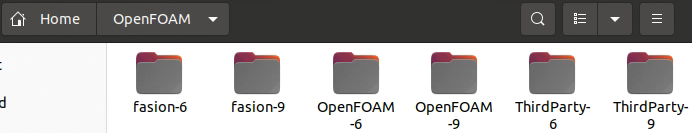 Home OpenFOAM
t
d
fasion-6 fasion-9 OpenFOAM OpenFOAM ThirdParty- ThirdParty-
-6 -9 6 9